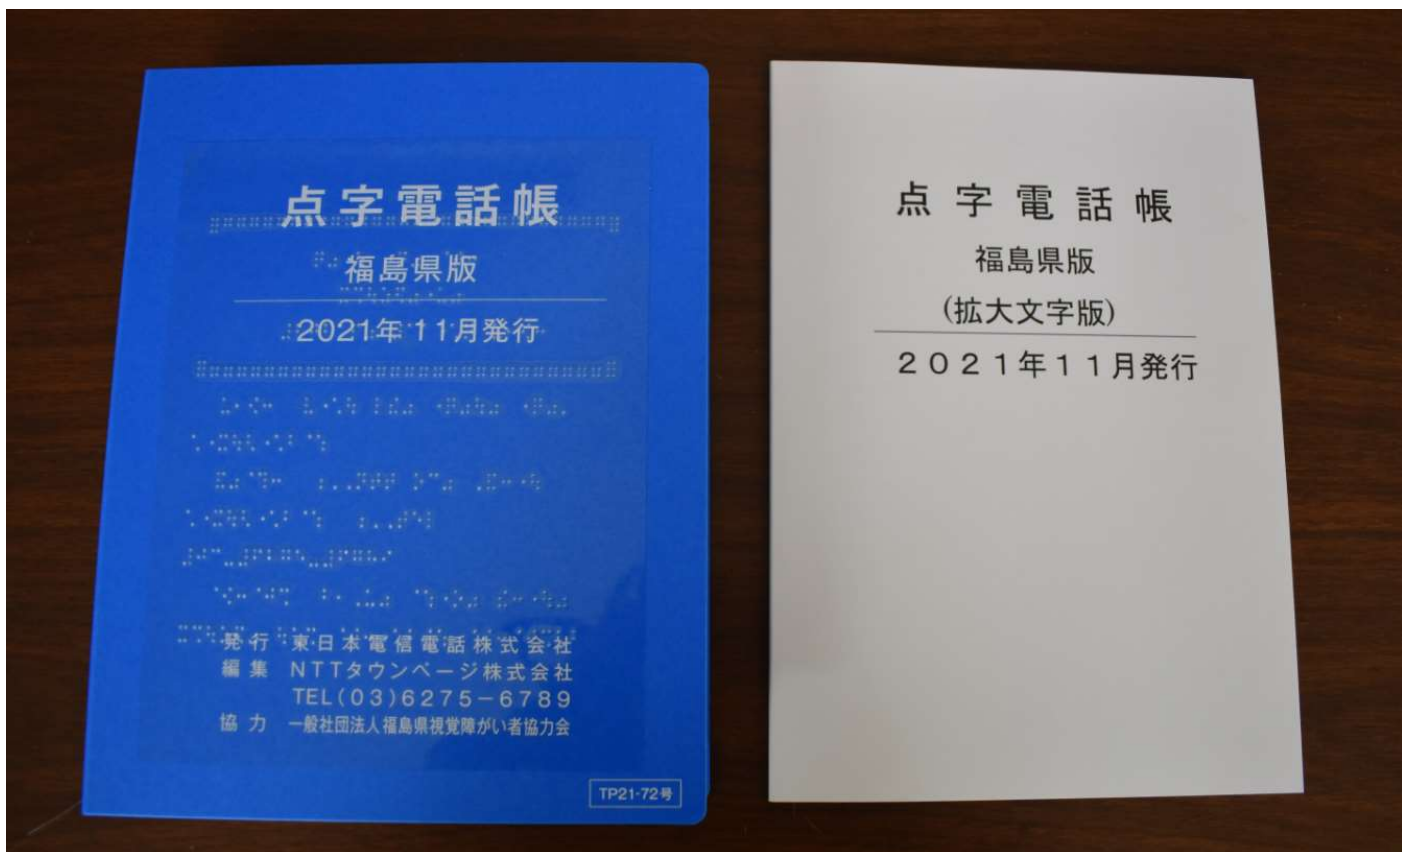 点字電話帳
福島県版
2021年11月発行
発行 東日本電信電話株式会社
編集 NTTタウンページ株式会社
TEL(03)6275-6789
協力 一般社団法人福島県視覚障がい者協力会
TP21-72号
点字電話帳
福島県版
(拡大文字版)
2021年11月発行